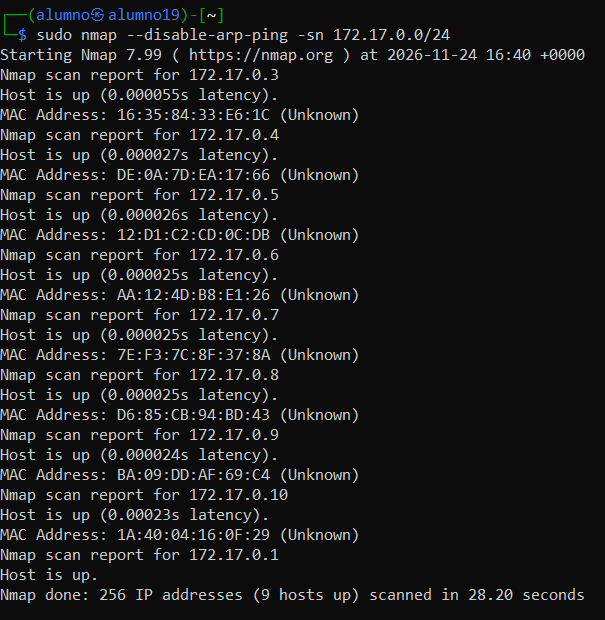 ┌──(alumno㉿alumno19)-[~]
└─$ sudo nmap --disable-arp-ping -sn 172.17.0.0/24
Starting Nmap 7.99 ( https://nmap.org ) at 2026-11-24 16:40 +0000
Nmap scan report for 172.17.0.3
Host is up (0.000055s latency).
MAC Address: 16:35:84:33:E6:1C (Unknown)
Nmap scan report for 172.17.0.4
Host is up (0.000027s latency).
MAC Address: DE:0A:7D:EA:17:66 (Unknown)
Nmap scan report for 172.17.0.5
Host is up (0.000026s latency).
MAC Address: 12:D1:C2:CD:0C:DB (Unknown)
Nmap scan report for 172.17.0.6
Host is up (0.000025s latency).
MAC Address: AA:12:4D:B8:E1:26 (Unknown)
Nmap scan report for 172.17.0.7
Host is up (0.000025s latency).
MAC Address: 7E:F3:7C:8F:37:8A (Unknown)
Nmap scan report for 172.17.0.8
Host is up (0.000025s latency).
MAC Address: D6:85:CB:94:BD:43 (Unknown)
Nmap scan report for 172.17.0.9
Host is up (0.000024s latency).
MAC Address: BA:09:DD:AF:69:C4 (Unknown)
Nmap scan report for 172.17.0.10
Host is up (0.00023s latency).
MAC Address: 1A:40:04:16:0F:29 (Unknown)
Nmap scan report for 172.17.0.1
Host is up.
Nmap done: 256 IP addresses (9 hosts up) scanned in 28.20 seconds